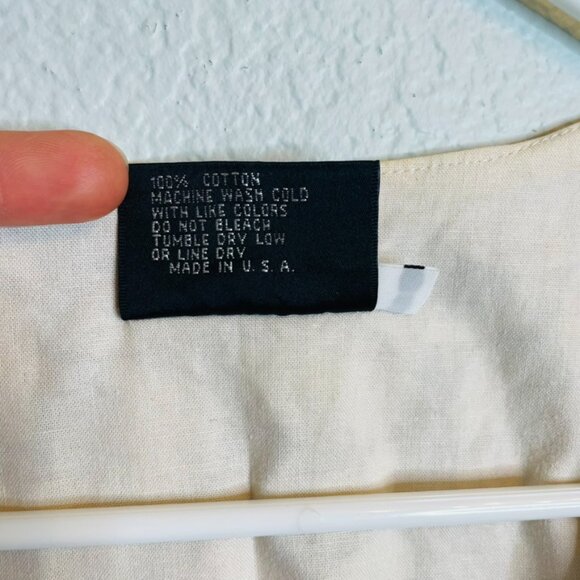 100% COTTON
MACHINE WASH COLD
WITH LIKE COLORS
DO NOT BLEACH
TUMBLE DRY LOW
OR LINE DRY
MADE IN U. S. A.